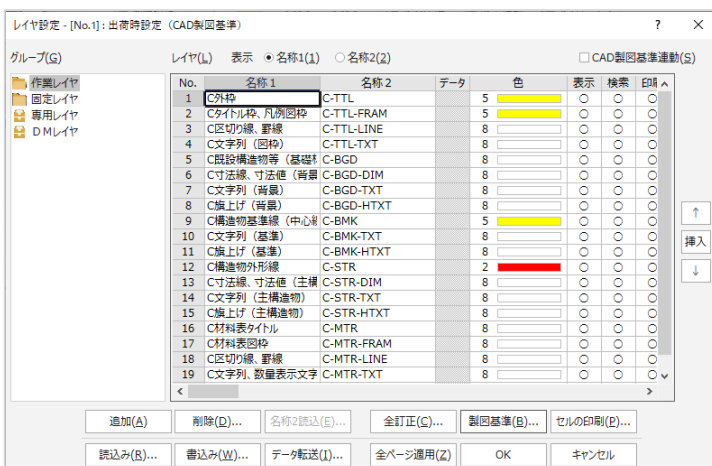 レイヤ設定 - [No.1] : 出荷時設定（CAD製図基準） ? ×
グループ(G) レイヤ(L) 表示 名称1(1) 名称2(2) CAD製図基準連動(S)
作業レイヤ
固定レイヤ
専用レイヤ
DMレイヤ
No. 名称1 名称2 データ 色 表示 検索 印
1 C外枠 C-TTL 5 ○ ○ ○
2 Cタイトル枠、凡例図枠 C-TTL-FRAM 5 ○ ○ ○
3 C区切り線、罫線 C-TTL-LINE 8 ○ ○ ○
4 C文字列（図枠） C-TTL-TXT 8 ○ ○ ○
5 C既設構造物等（基礎 C-BGD 8 ○ ○ ○
6 C寸法線、寸法値（背景 C-BGD-DIM 8 ○ ○ ○
7 C文字列（背景） C-BGD-TXT 8 ○ ○ ○
8 C旗上げ（背景） C-BGD-HTXT 8 ○ ○ ○
9 C構造物基準線（中心 C-BMK 5 ○ ○ ○
10 C文字列（基準） C-BMK-TXT 8 ○ ○ ○
11 C旗上げ（基準） C-BMK-HTXT 8 ○ ○ ○
12 C構造物外形線 C-STR 2 ○ ○ ○
13 C寸法線、寸法値（主構 C-STR-DIM 8 ○ ○ ○
14 C文字列（主構造物） C-STR-TXT 8 ○ ○ ○
15 C旗上げ（主構造物） C-STR-HTXT 8 ○ ○ ○
16 C材料表タイトル C-MTR 8 ○ ○ ○
17 C材料表図枠 C-MTR-FRAM 8 ○ ○ ○
18 C区切り線、罫線 C-MTR-LINE 8 ○ ○ ○
19 C文字列、数量表示文字 C-MTR-TXT 8 ○ ○ ○
↑
挿入
↓
追加(A) 削除(D)... 名称2読込(E)... 全訂正(C)... 製図基準(B)... セルの印刷(P)...
読込み(R)... 書込み(W)... データ転送(I)... 全ページ適用(Z) OK キャンセル